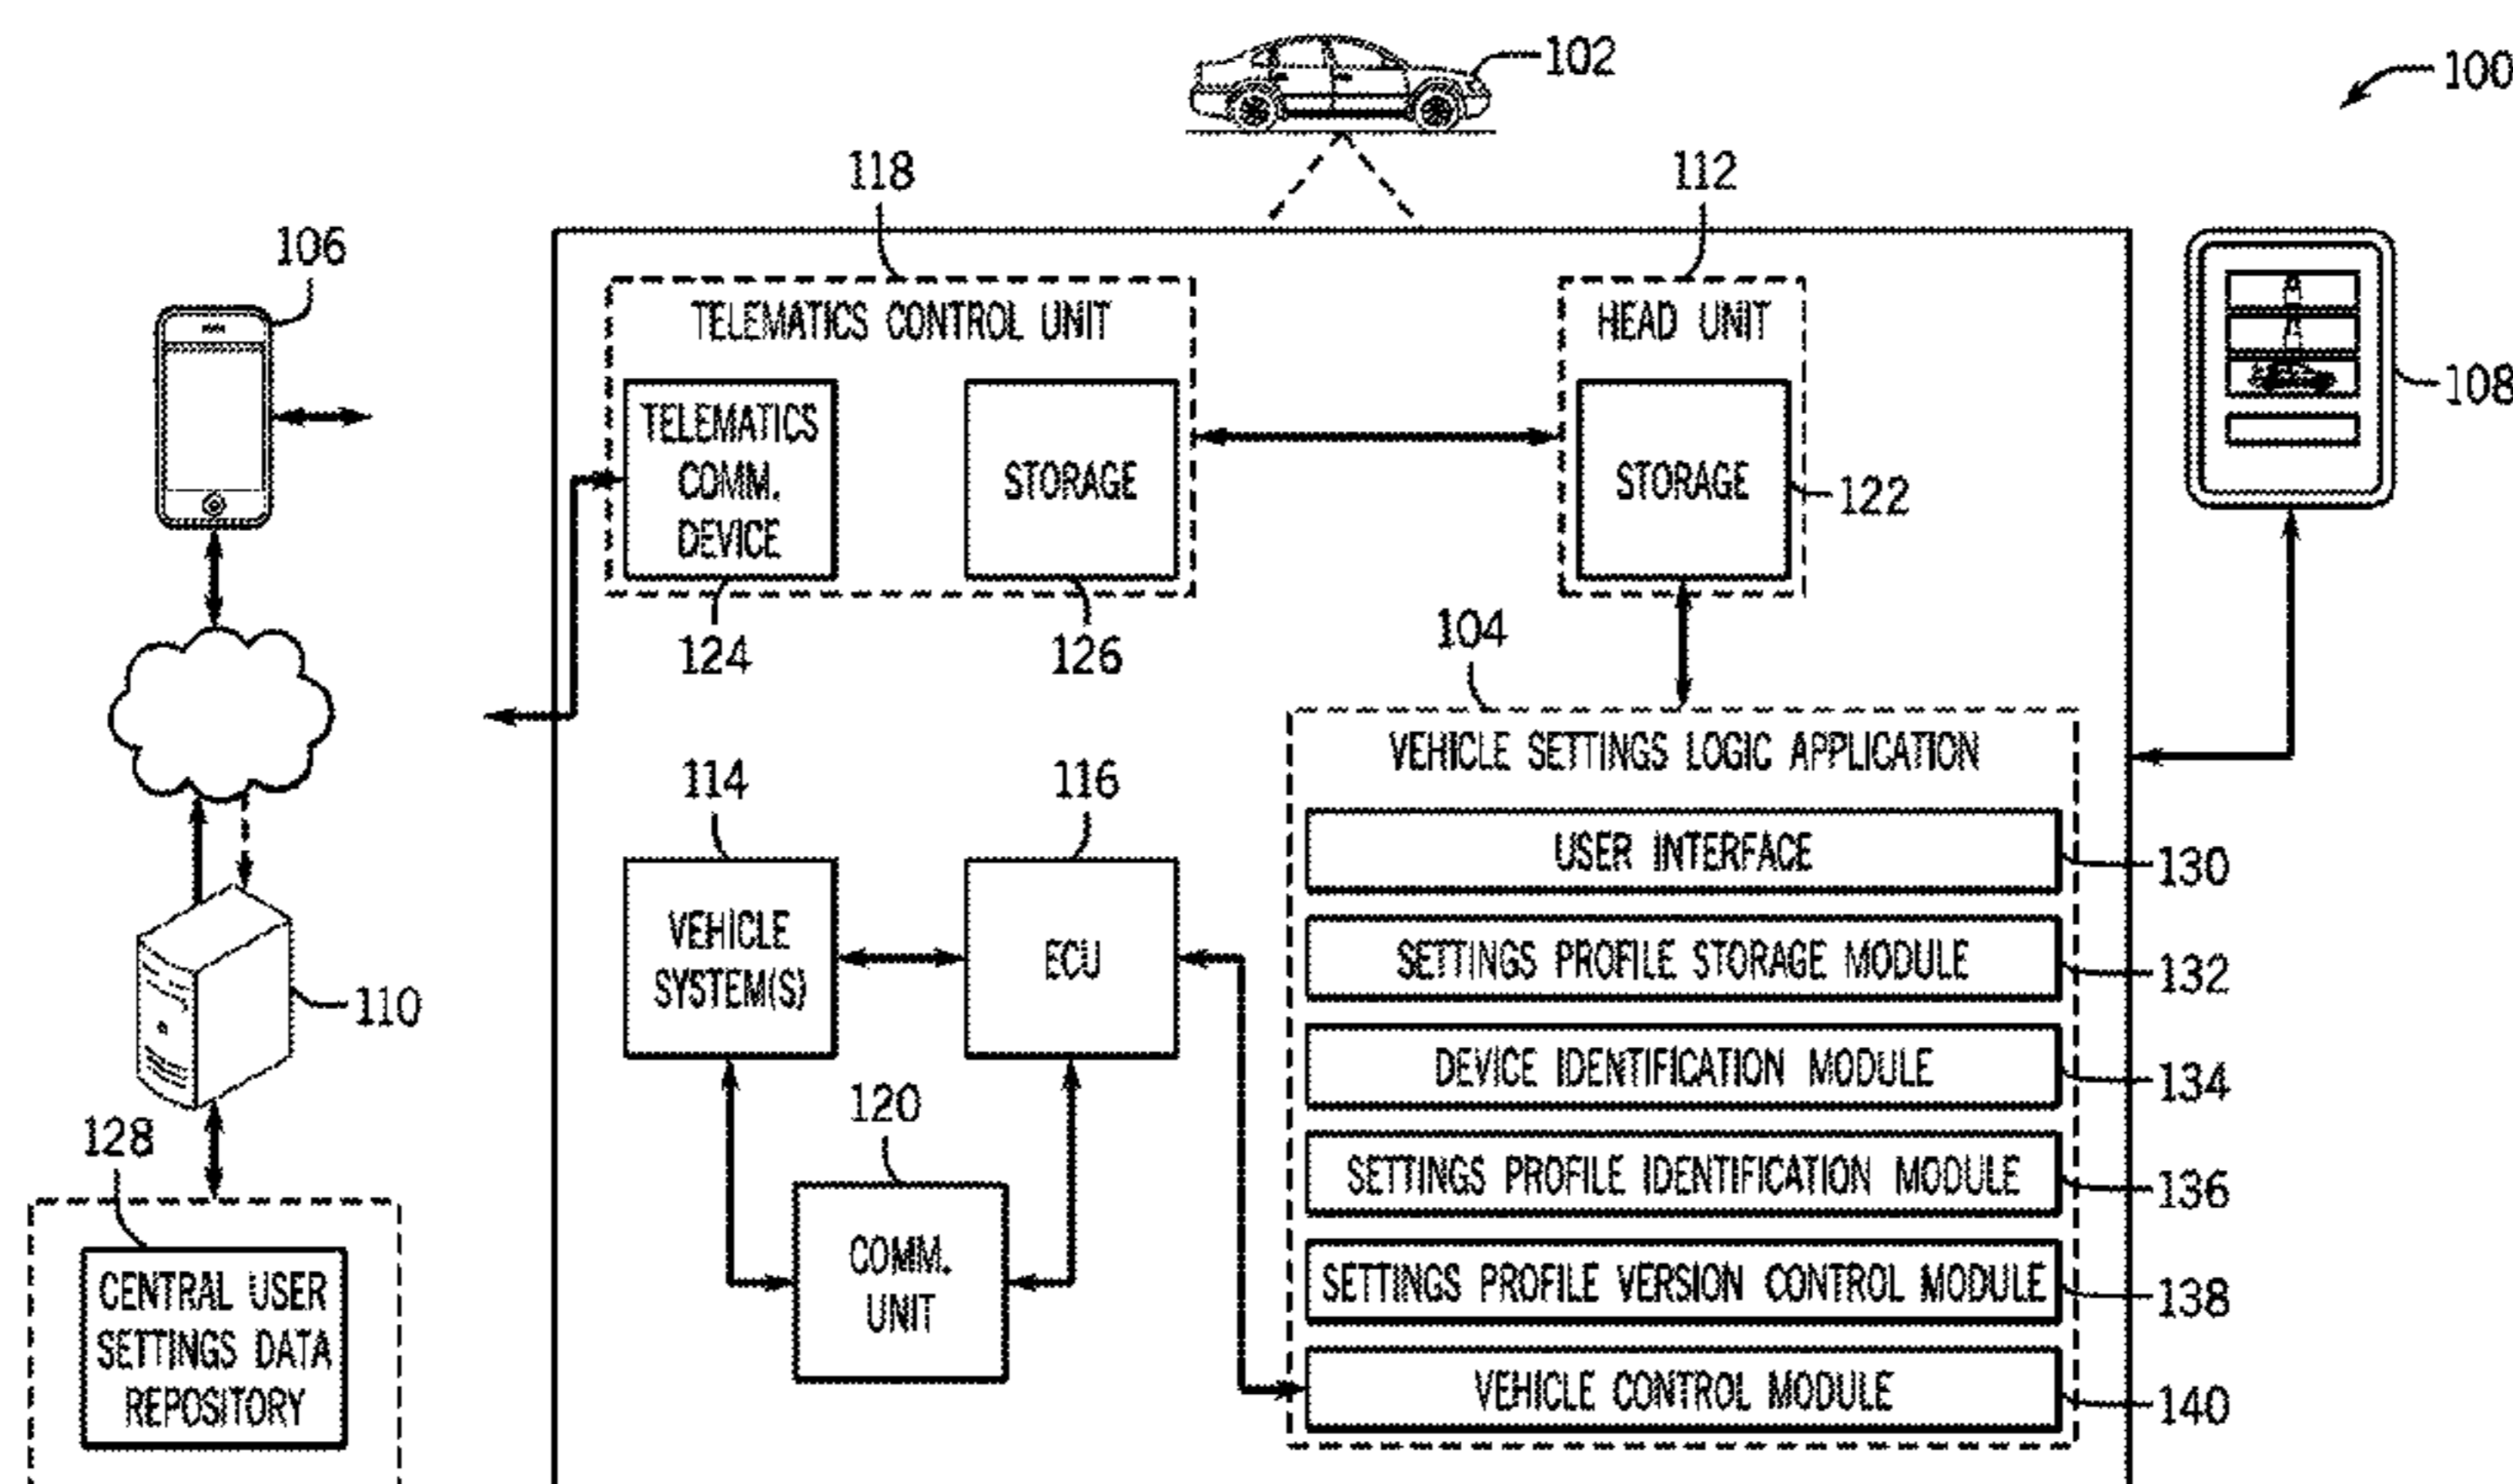 102
100
118
112
106
TELEMATICS CONTROL UNIT
HEAD UNIT
108
TELEMATICS
COMM.
DEVICE
STORAGE
STORAGE
122
124
126
104
VEHICLE SETTINGS LOGIC APPLICATION
114
116
USER INTERFACE
130
VEHICLE
SYSTEM(S)
ECU
SETTINGS PROFILE STORAGE MODULE
132
110
DEVICE IDENTIFICATION MODULE
134
120
128
SETTINGS PROFILE IDENTIFICATION MODULE
136
COMM.
UNIT
SETTINGS PROFILE VERSION CONTROL MODULE
138
CENTRAL USER
SETTINGS DATA
REPOSITORY
VEHICLE CONTROL MODULE
140